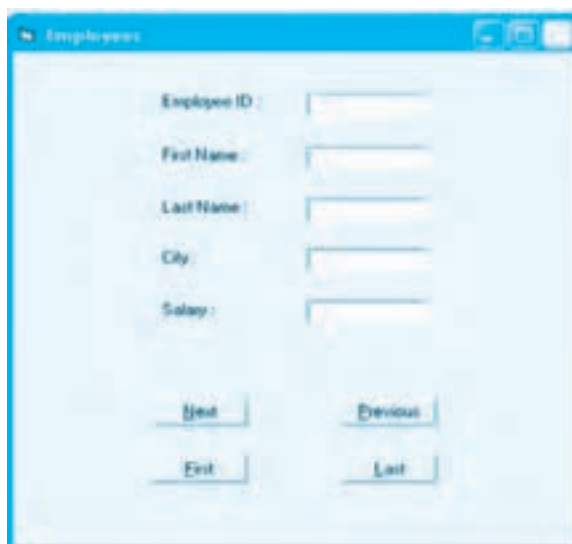 Employees
Employee ID :
First Name :
Last Name :
City :
Salary :
Next Previous
First Last